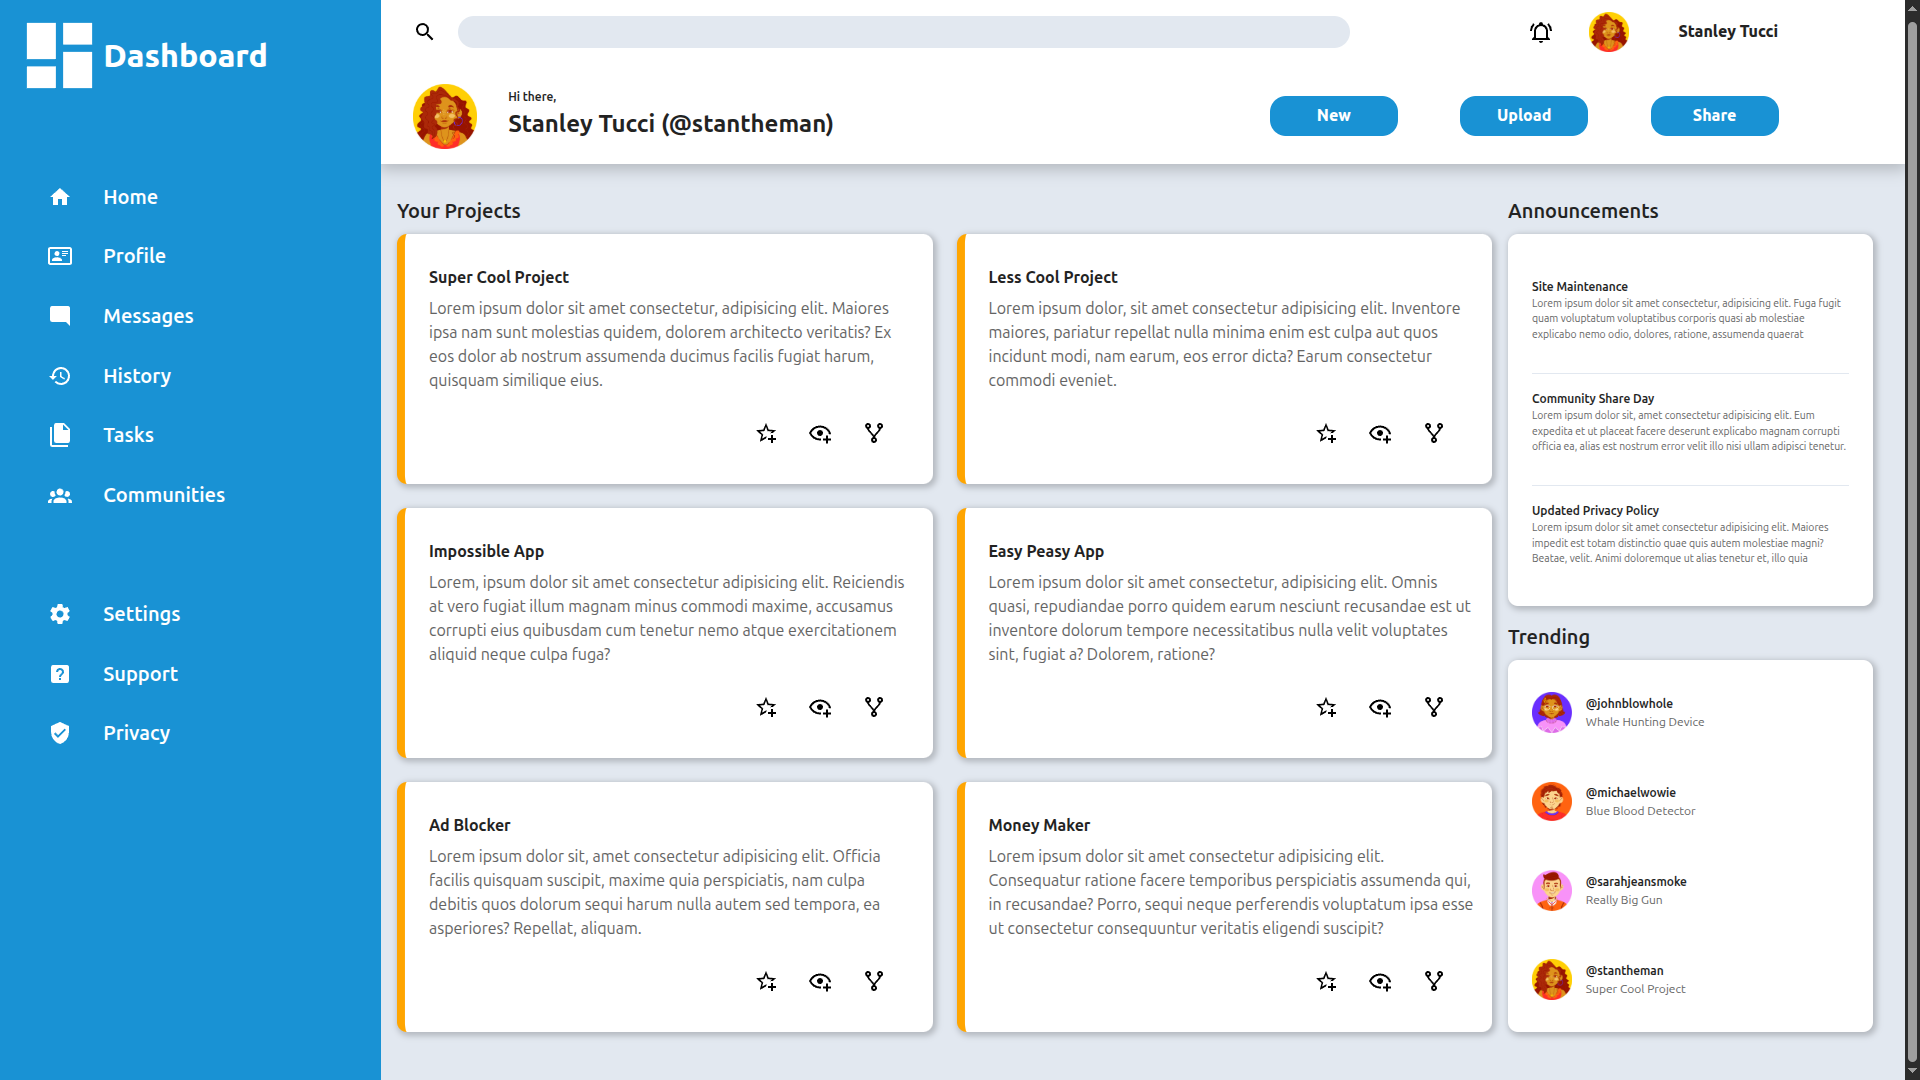 Dashboard
Home
Profile
Messages
History
Tasks
Communities
Settings
Support
Privacy
Stanley Tucci
Hi there,
Stanley Tucci (@stantheman)
New
Upload
Share
Your Projects
Super Cool Project
Lorem ipsum dolor sit amet consectetur, adipisicing elit. Maiores
ipsa nam sunt molestias quidem, dolorem architecto veritatis? Ex
eos dolor ab nostrum assumenda ducimus facilis fugiat harum,
quisquam similique eius.
Less Cool Project
Lorem ipsum dolor, sit amet consectetur adipisicing elit. Inventore
maiores, pariatur repellat nulla minima enim est culpa aut quos
incidunt modi, nam earum, eos error dicta? Earum consectetur
commodi eveniet.
Impossible App
Lorem, ipsum dolor sit amet consectetur adipisicing elit. Reiciendis
at vero fugiat illum magnam minus commodi maxime, accusamus
corrupti eius quibusdam cum tenetur nemo atque exercitationem
aliquid neque culpa fuga?
Easy Peasy App
Lorem ipsum dolor sit amet consectetur, adipisicing elit. Omnis
quasi, repudiandae porro quidem earum nesciunt recusandae est ut
inventore dolorum tempore necessitatibus nulla velit voluptates
sint, fugiat a? Dolorem, ratione?
Ad Blocker
Lorem ipsum dolor sit, amet consectetur adipisicing elit. Officia
facilis quisquam suscipit, maxime quia perspiciatis, nam culpa
debitis quos dolorum sequi harum nulla autem sed tempora, ea
asperiores? Repellat, aliquam.
Money Maker
Lorem ipsum dolor sit amet consectetur adipisicing elit.
Consequatur ratione facere temporibus perspiciatis assumenda qui,
in recusandae? Porro, sequi neque perferendis voluptatum ipsa esse
ut consectetur consequuntur veritatis eligendi suscipit?
Announcements
Site Maintenance
Lorem ipsum dolor sit amet consectetur, adipisicing elit. Fuga fugit
quam voluptatum voluptatibus corporis quasi ab molestiae
explicabo nemo odio, dolores, ratione, assumenda quaerat
Community Share Day
Lorem ipsum dolor sit, amet consectetur adipisicing elit. Eum
expedita et ut placeat facere deserunt explicabo magnam corrupti
officia ea, alias est nostrum error velit illo nisi ullam adipisci tenetur.
Updated Privacy Policy
Lorem ipsum dolor sit amet consectetur adipisicing elit. Maiores
impedit est totam distinctio quae quis autem molestiae magni?
Beatae, velit. Animi doloremque ut alias tenetur et, illo quia
Trending
@johnblowhole
Whale Hunting Device
@michaelwowie
Blue Blood Detector
@sarahjeansmoke
Really Big Gun
@stantheman
Super Cool Project